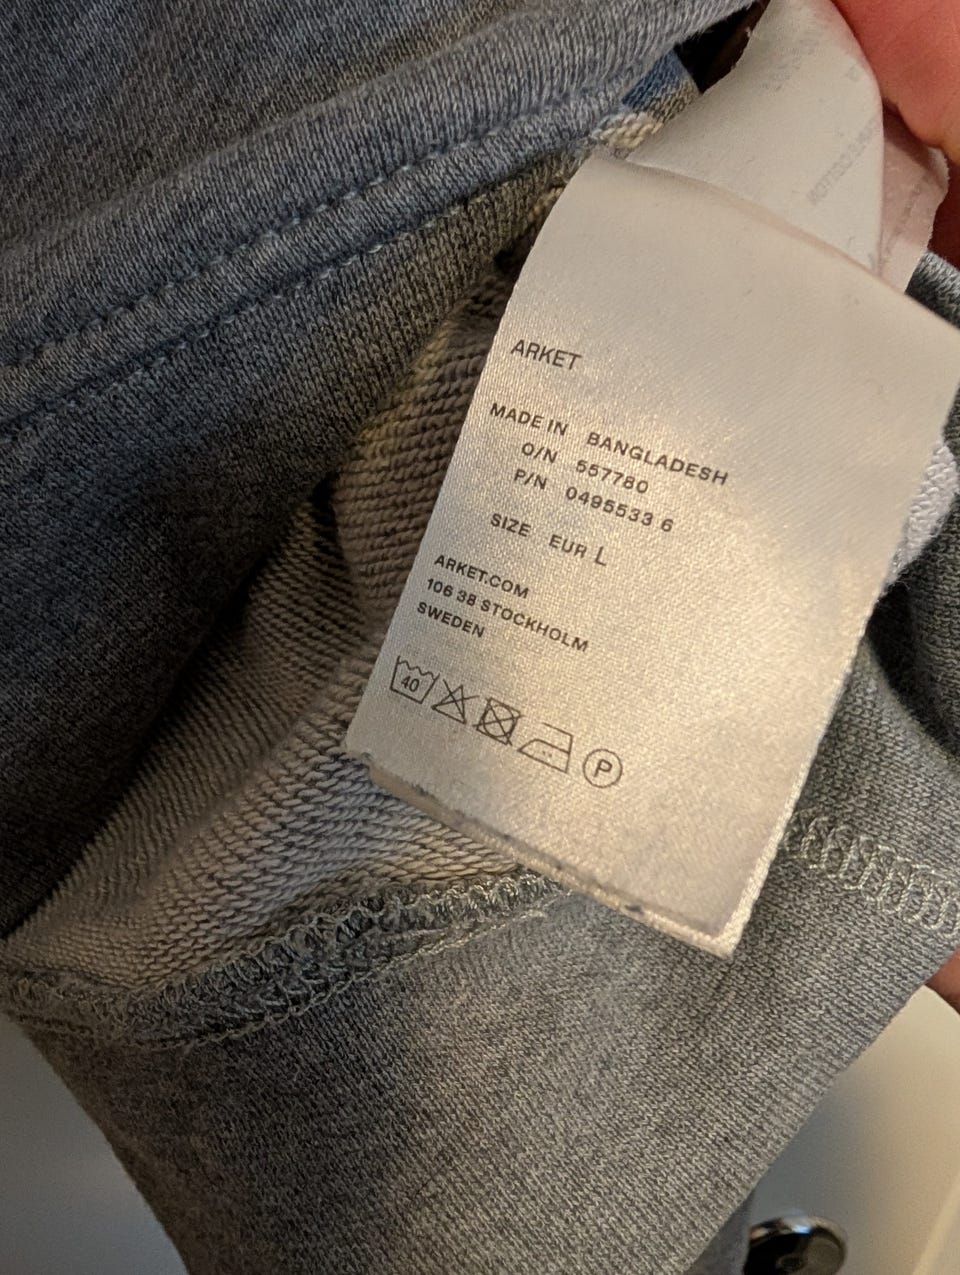 ARKET
MADE IN BANGLADESH
O/N 557780
P/N 0495533 6
SIZE EUR L
ARKET.COM
106 38 STOCKHOLM
SWEDEN
40
P